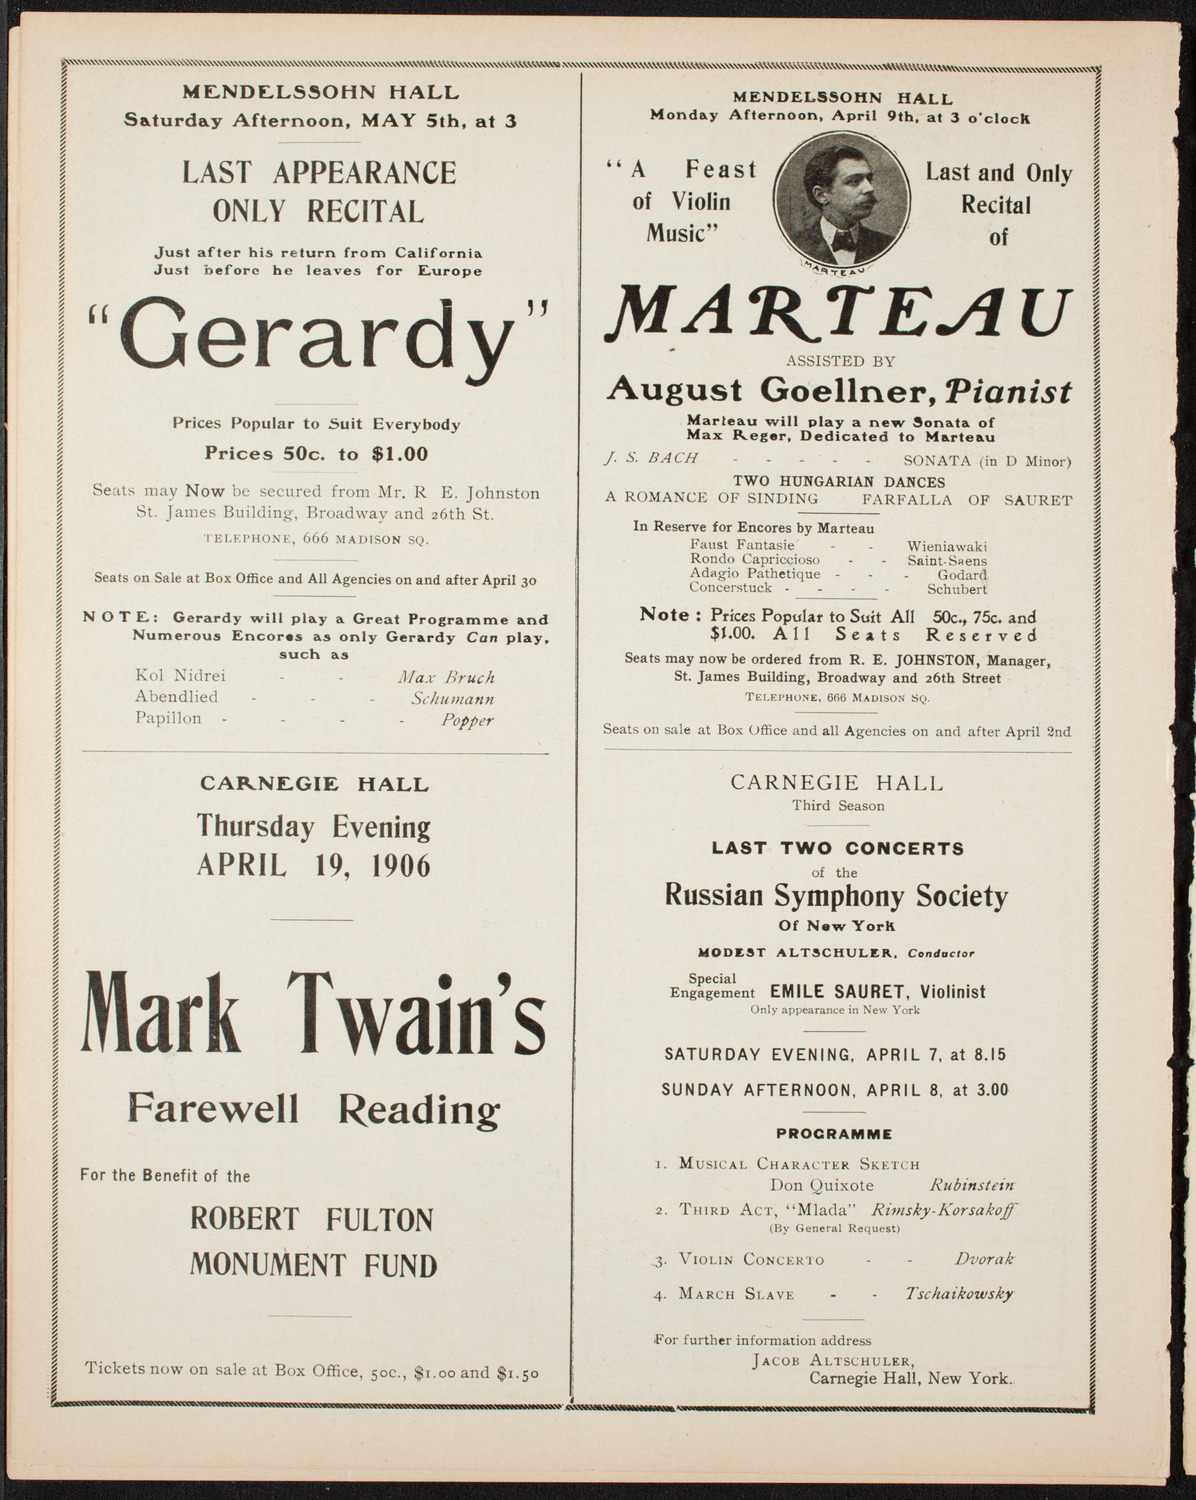 MENDELSSOHN HALL
Saturday Afternoon, MAY 5th, at 3
LAST APPEARANCE
ONLY RECITAL
Just after his return from California
Just before he leaves for Europe
"Gerardy"
Prices Popular to Suit Everybody
Prices 50c. to $1.00
Seats may Now be secured from Mr. R E. Johnston
St. James Building, Broadway and 26th St.
TELEPHONE, 666 MADISON SQ.
Seats on Sale at Box Office and All Agencies on and after April 30
NOTE: Gerardy will play a Great Programme and
Numerous Encores as only Gerardy Can play,
such as
Kol Nidrei - - Max Bruch
Abendlied - - - Schumann
Papillon - - - - Popper
CARNEGIE HALL
Thursday Evening
APRIL 19, 1906
Mark Twain's
Farewell Reading
For the Benefit of the
ROBERT FULTON
MONUMENT FUND
Tickets now on sale at Box Office, 50c., $1.00 and $1.50
MENDELSSOHN HALL
Monday Afternoon, April 9th, at 3 o'clock
"A Feast
of Violin
Music"
MARTEAU
Last and Only
Recital
of
MARTEAU
ASSISTED BY
August Goellner, Pianist
Marteau will play a new Sonata of
Max Reger, Dedicated to Marteau
J. S. BACH - - - - - SONATA (in D Minor)
TWO HUNGARIAN DANCES
A ROMANCE OF SINDING FARFALLA OF SAURET
In Reserve for Encores by Marteau
Faust Fantasie - - Wieniawaki
Rondo Capriccioso - - Saint-Saens
Adagio Pathetique - - - Godard
Concerstuck - - - - Schubert
Note: Prices Popular to Suit All 50c., 75c. and
$1.00. All Seats Reserved
Seats may now be ordered from R. E. JOHNSTON, Manager,
St. James Building, Broadway and 26th Street
TELEPHONE, 666 MADISON SQ.
Seats on sale at Box Office and all Agencies on and after April 2nd
CARNEGIE HALL
Third Season
LAST TWO CONCERTS
of the
Russian Symphony Society
Of New York
MODEST ALTSCHULER, Conductor
Special
Engagement EMILE SAURET, Violinist
Only appearance in New York
SATURDAY EVENING, APRIL 7, at 8.15
SUNDAY AFTERNOON, APRIL 8, at 3.00
PROGRAMME
1. MUSICAL CHARACTER SKETCH
Don Quixote Rubinstein
2. THIRD ACT, "Mlada" Rimsky-Korsakoff
(By General Request)
3. VIOLIN CONCERTO - - Dvorak
4. MARCH SLAVE - - Tschaikowsky
For further information address
JACOB ALTSCHULER,
Carnegie Hall, New York.